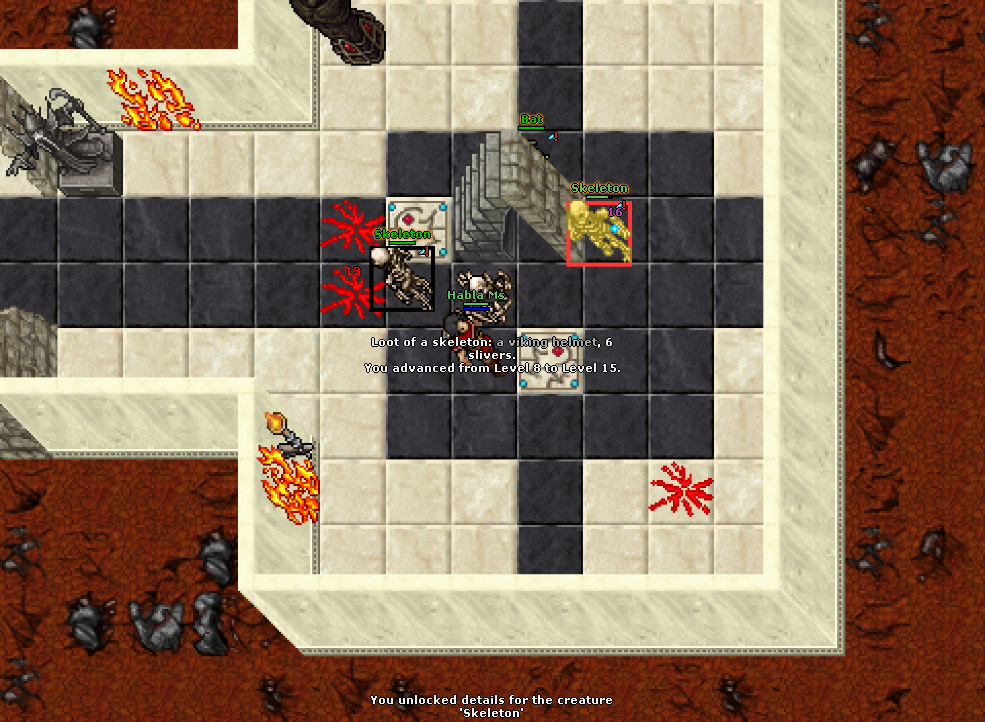 Bat
Skeleton
16
Skeleton
19
Habla Ms
Loot of a skeleton: a viking helmet, 6
slivers.
You advanced from Level 8 to Level 15.
You unlocked details for the creature
'Skeleton'